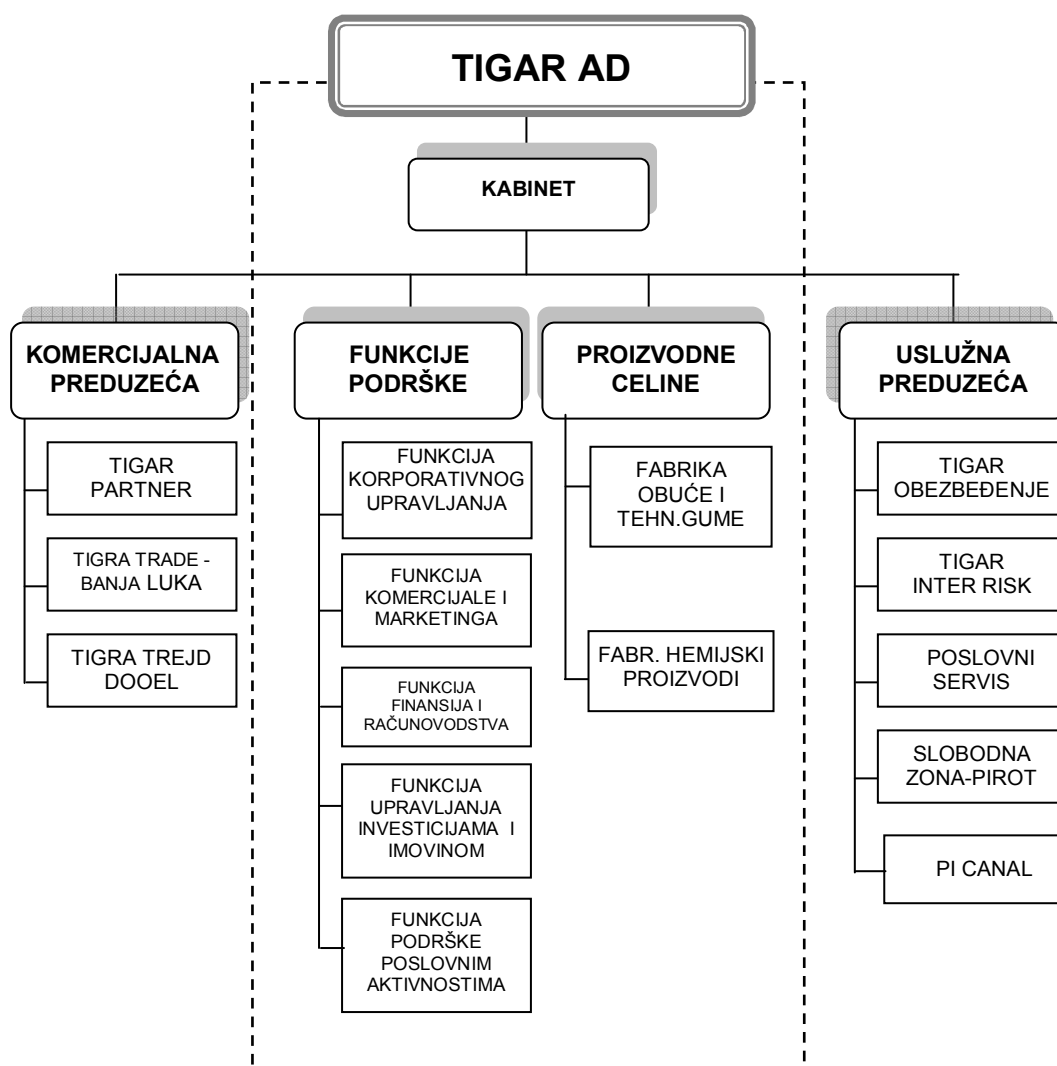 TIGAR AD
KABINET
KOMERCIJALNA
PREDUZEĆA
TIGAR
PARTNER
TIGRA TRADE -
BANJA LUKA
TIGRA TREJD
DOOEL
FUNKCIJE
PODRŠKE
FUNKCIJA
KORPORATIVNOG
UPRAVLJANJA
FUNKCIJA
KOMERCIJALE I
MARKETINGA
FUNKCIJA
FINANSIJA I
RAČUNOVODSTVA
FUNKCIJA
UPRAVLJANJA
INVESTICIJAMA I
IMOVINOM
FUNKCIJA
PODRŠKE
POSLOVNIM
AKTIVNOSTIMA
PROIZVODNE
CELINE
FABRIKA
OBUĆE I
TEHN.GUME
FABR. HEMIJSKI
PROIZVODI
USLUŽNA
PREDUZEĆA
TIGAR
OBEZBEĐENJE
TIGAR
INTER RISK
POSLOVNI
SERVIS
SLOBODNA
ZONA-PIROT
PI CANAL